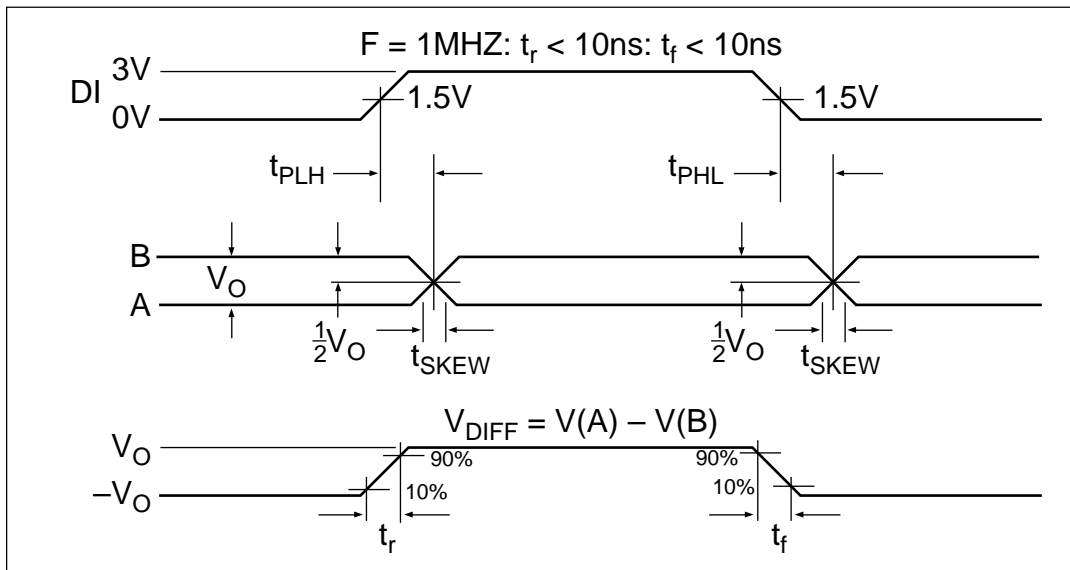 F = 1MHZ: tr < 10ns: tf < 10ns
3V
DI
0V
1.5V
1.5V
tPLH
tPHL
B
VO
A
½VO
tSKEW
½VO
tSKEW
VDIFF = V(A) – V(B)
VO
90%
90%
–VO
10%
10%
tr
tf